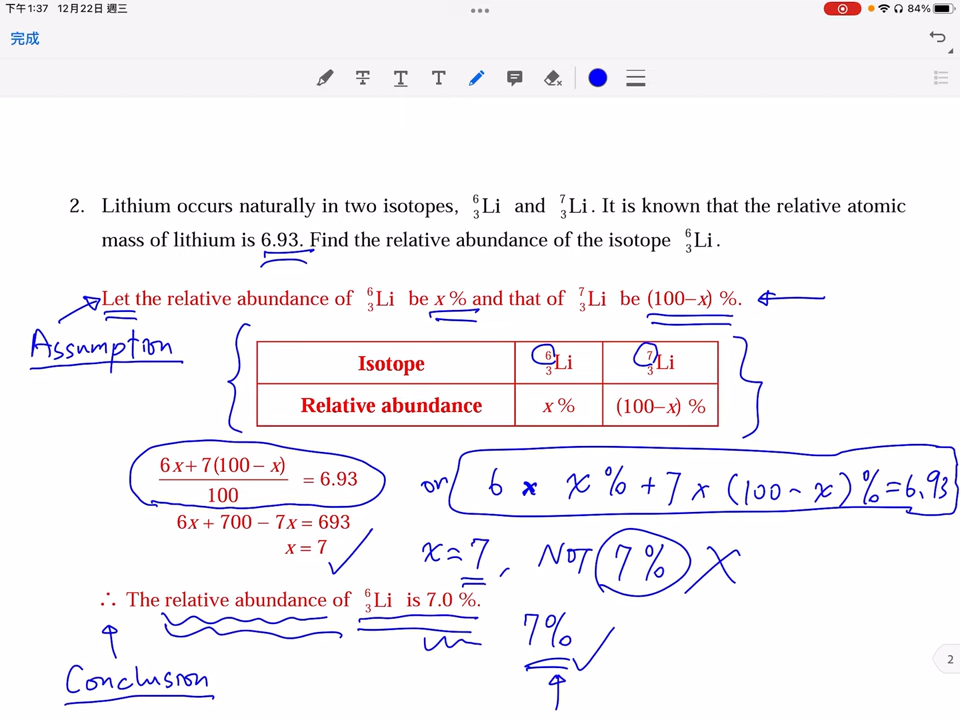 下午1:37 12月22日 週三
84%
完成
T T T
2. Lithium occurs naturally in two isotopes, ⁶₃Li and ⁷₃Li. It is known that the relative atomic
mass of lithium is 6.93. Find the relative abundance of the isotope ⁶₃Li.
Let the relative abundance of ⁶₃Li be x % and that of ⁷₃Li be (100–x) %.
Assumption
Isotope ⁶₃Li ⁷₃Li
Relative abundance x % (100–x) %
6x + 7(100 – x)
100
= 6.93
or 6 × x % + 7 × (100 – x) % = 6.93
6x + 700 – 7x = 693
x = 7
x = 7, NOT 7%
∴ The relative abundance of ⁶₃Li is 7.0 %.
7%
Conclusion
2